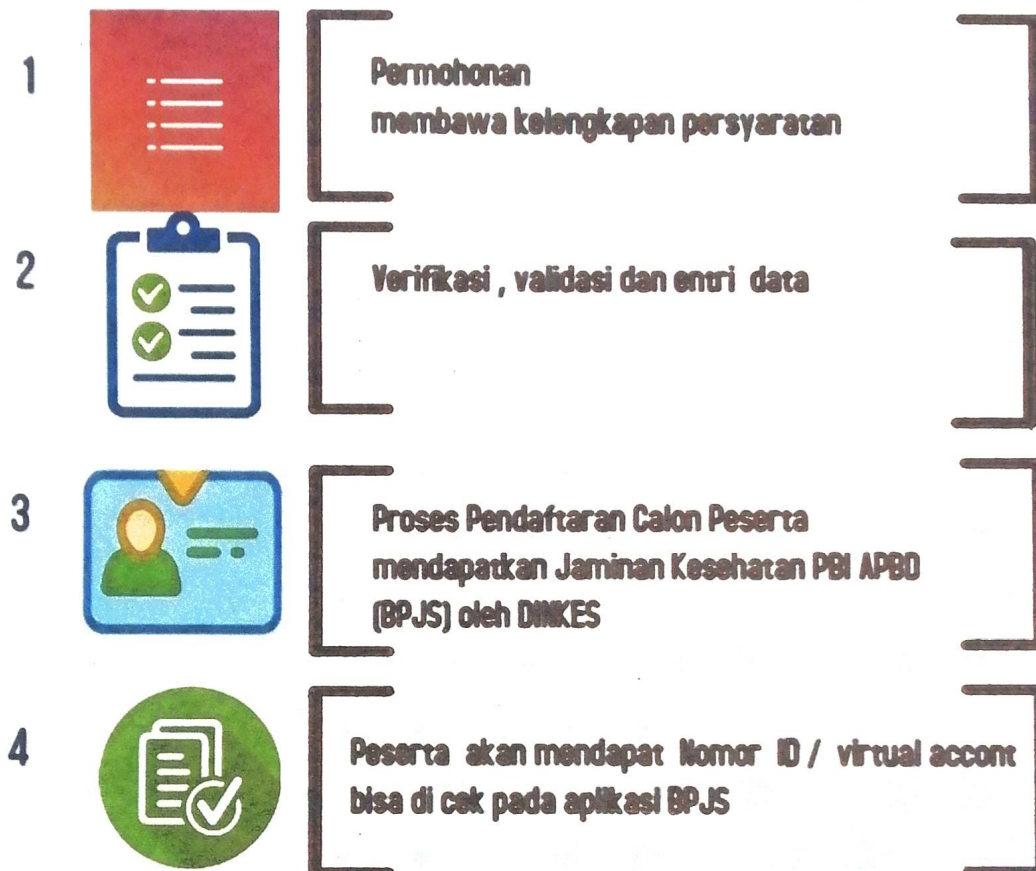 1
Permohonan
membawa kelengkapan persyaratan
2
Verifikasi , validasi dan entri data
3
Proses Pendaftaran Calon Peserta
mendapatkan Jaminan Kesehatan PBI APBD
(BPJS) oleh DINKES
4
Peserta akan mendapat Nomor ID / virtual accont
bisa di cek pada aplikasi BPJS